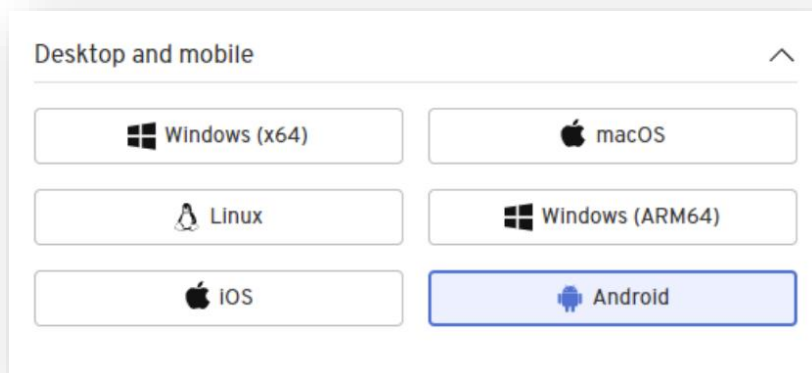 Desktop and mobile
Windows (x64)
macOS
Linux
Windows (ARM64)
iOS
Android